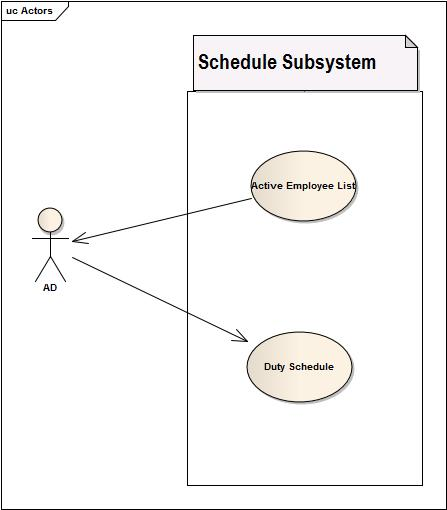 uc Actors
Schedule Subsystem
Active Employee List
AD
Duty Schedule